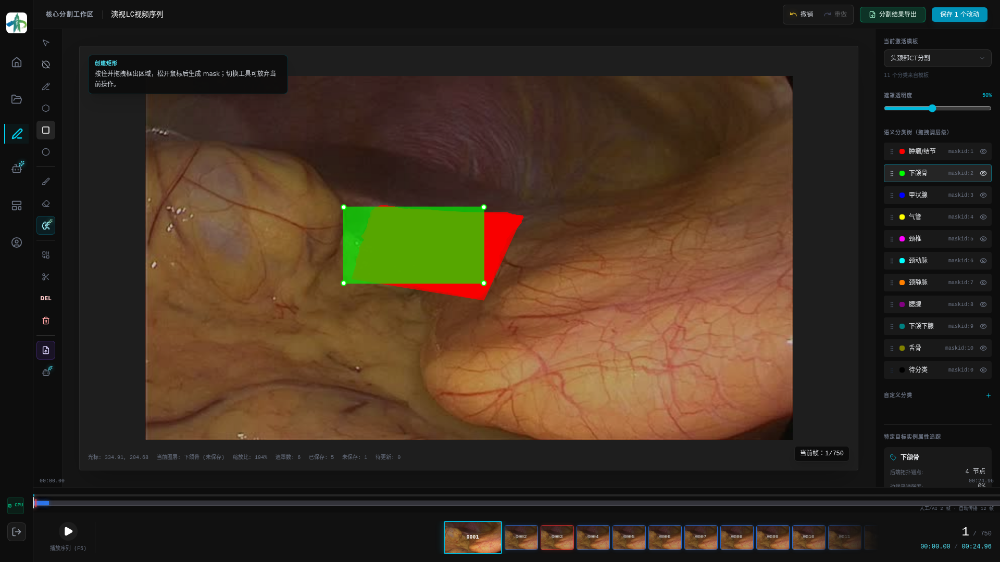 核心分割工作区
演视LC视频序列
撤销
重做
分割结果导出
保存 1 个改动
创建矩形
按住并拖拽框出区域，松开鼠标后生成 mask；切换工具可放弃当
前操作。
DEL
光标: 334.91, 204.68
当前图层: 下颌骨 (未保存)
缩放比: 194%
遮罩数: 6
已保存: 5
未保存: 1
待更新: 0
当前帧：1/750
当前激活模板
头颈部CT分割
11 个分类来自模板
遮罩透明度
50%
语义分类树（拖拽调层级）
肿瘤/结节 maskid:1
下颌骨 maskid:2
甲状腺 maskid:3
气管 maskid:4
颈椎 maskid:5
颈动脉 maskid:6
颈静脉 maskid:7
腮腺 maskid:8
下颌下腺 maskid:9
舌骨 maskid:10
待分类 maskid:0
自定义分类
特定目标实例属性追踪
下颌骨
后端拓扑锚点: 4 节点
边缘平滑强度: 0%
00:00.00
00:24.96
人工/AI 2 帧 · 自动传播 12 帧
GPU
播放序列 (F5)
0001
0002
0003
0004
0005
0006
0007
0008
0009
0010
0011
1 / 750
00:00.00 / 00:24.96